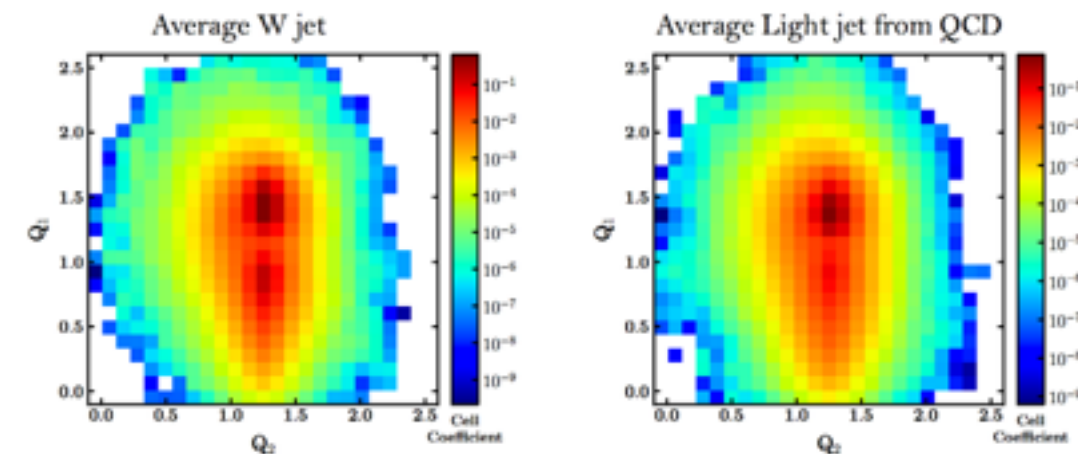 Average W jet
2.5
2.0
1.5
1.0
0.5
0.0
Q₁
0.0 0.5 1.0 1.5 2.0 2.5
Q₂
10⁻¹
10⁻²
10⁻³
10⁻⁴
10⁻⁵
10⁻⁶
10⁻⁷
10⁻⁸
10⁻⁹
Cell
Coefficient
Average Light jet from QCD
2.5
2.0
1.5
1.0
0.5
0.0
Q₁
0.0 0.5 1.0 1.5 2.0 2.5
Q₂
Cell
Coefficient